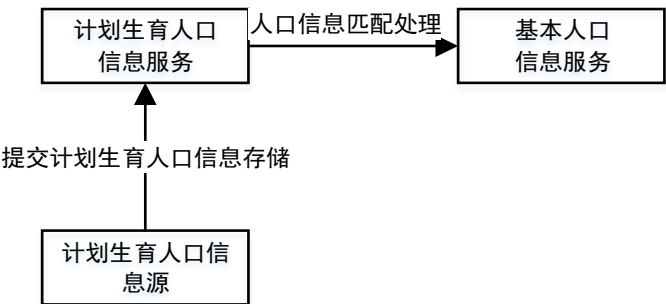 计划生育人口
信息服务
人口信息匹配处理
基本人口
信息服务
提交计划生育人口信息存储
计划生育人口信
息源